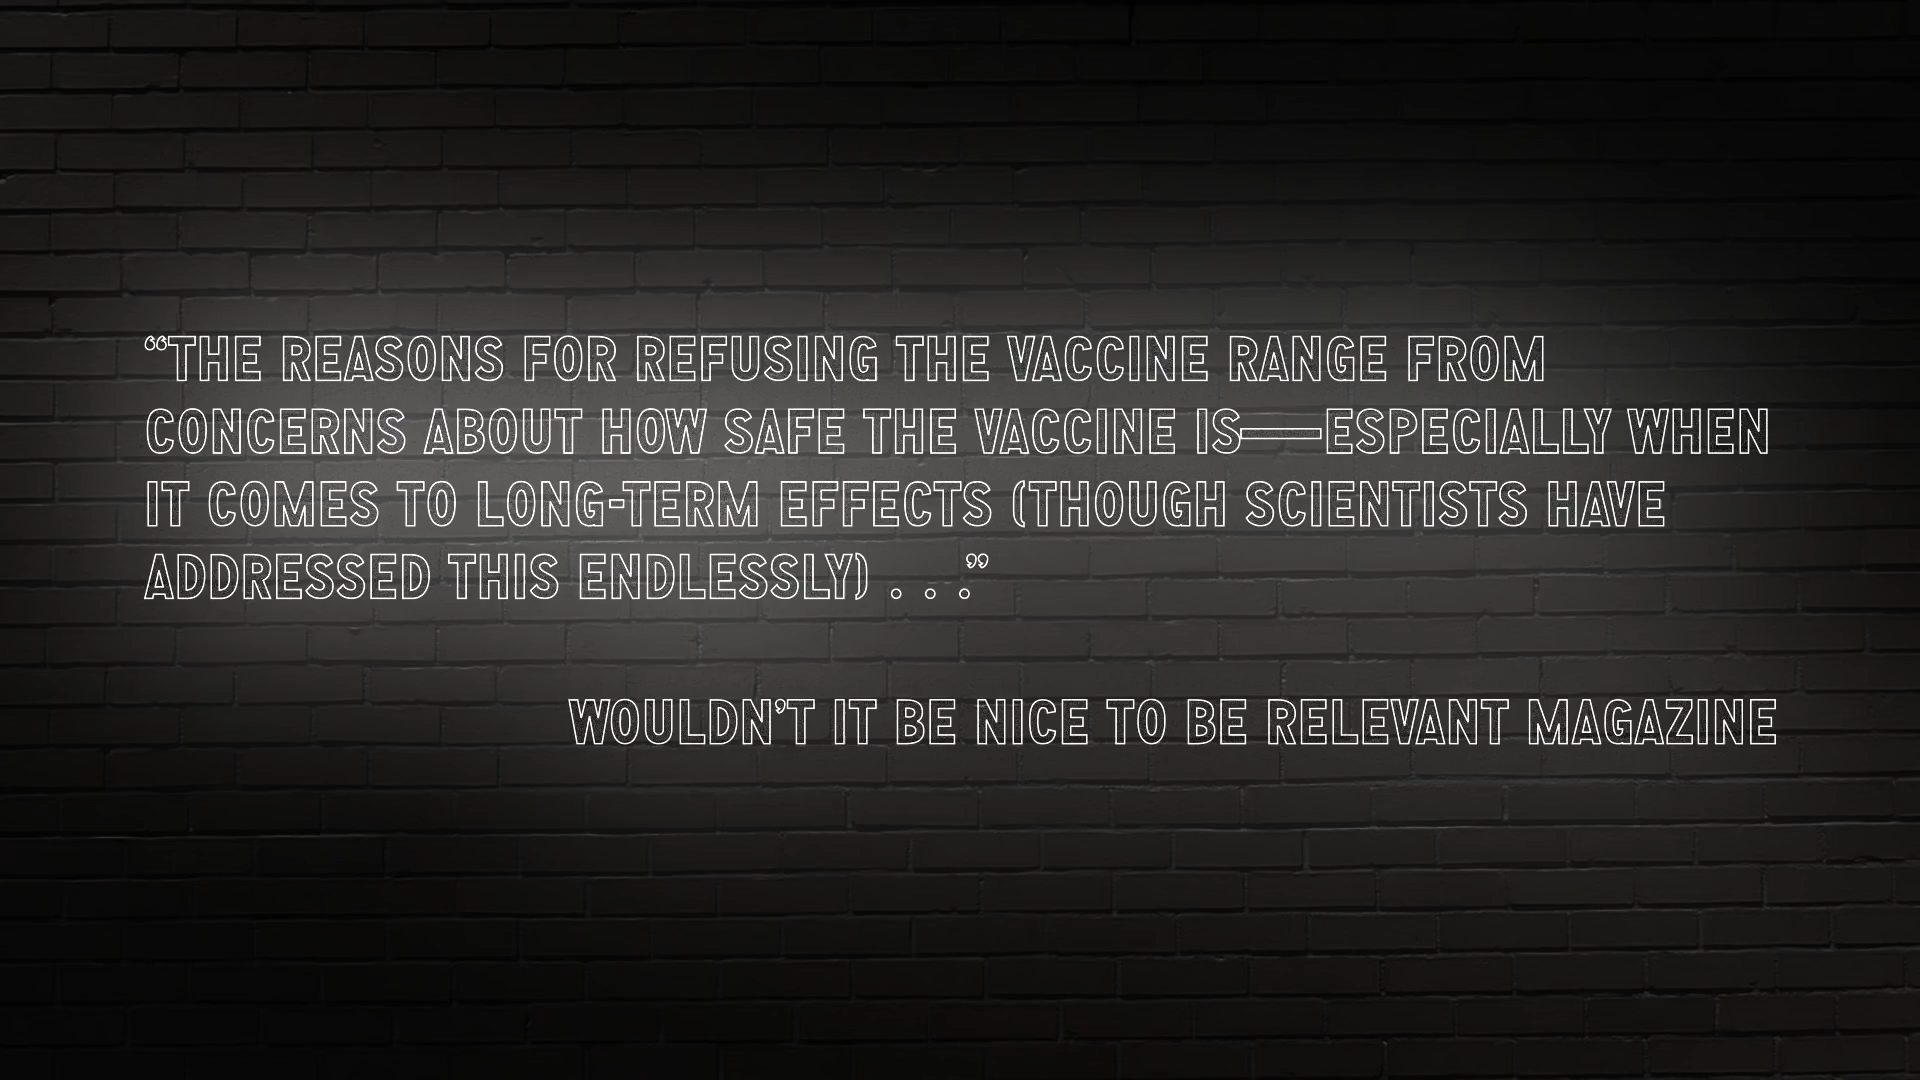 “THE REASONS FOR REFUSING THE VACCINE RANGE FROM
CONCERNS ABOUT HOW SAFE THE VACCINE IS——ESPECIALLY WHEN
IT COMES TO LONG-TERM EFFECTS (THOUGH SCIENTISTS HAVE
ADDRESSED THIS ENDLESSLY) . . .”
WOULDN’T IT BE NICE TO BE RELEVANT MAGAZINE